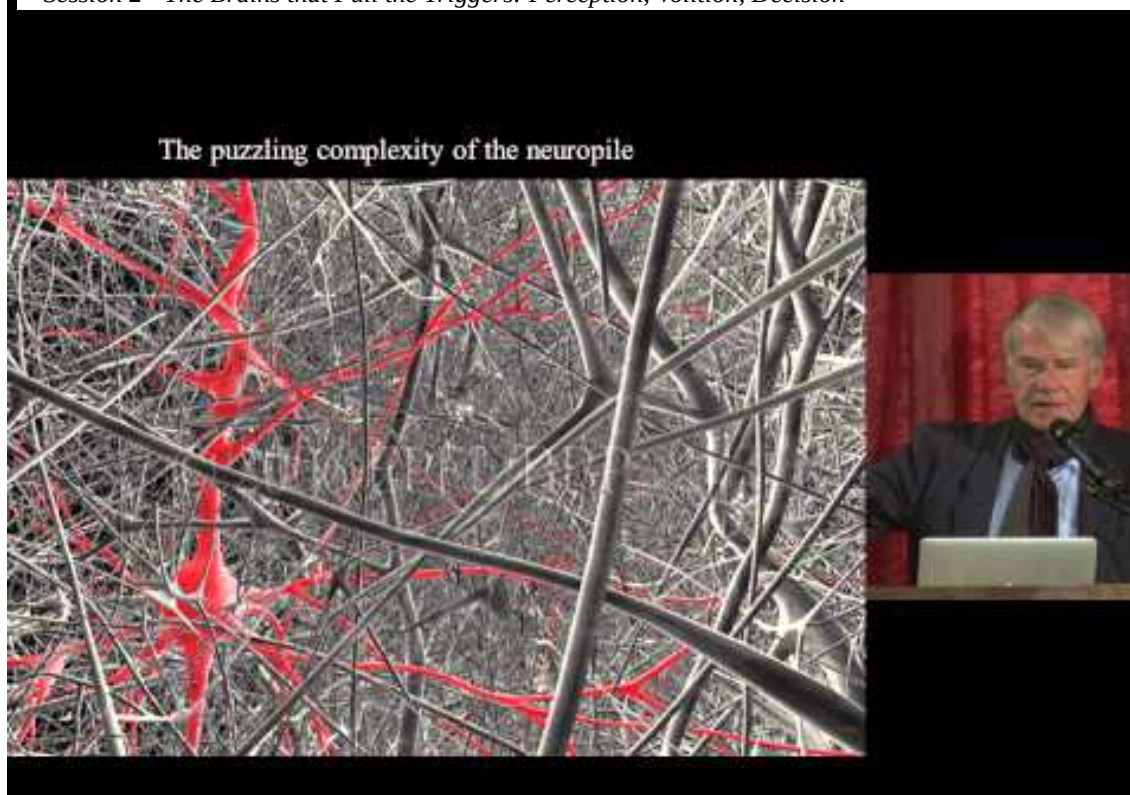 Session 2 - The Brains that Pull the Triggers: Perception, Volition, Decision
The puzzling complexity of the neuropile